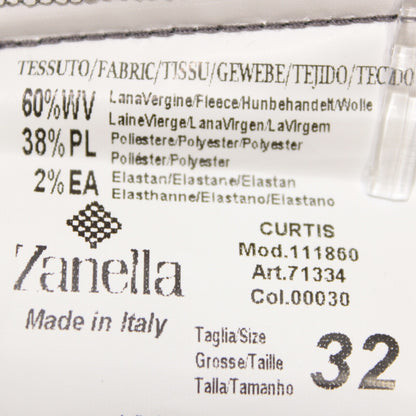 TESSUTO/FABRIC/TISSU/GEWEBE/TEJIDO/TECIDO
60%WV LanaVergine/Fleece/Hunbehandelt/Wolle
LaineVierge/LanaVirgen/LaVirgem
38%PL Poliestere/Polyester/Polyester
Poliéster/Polyester
2%EA Elastan/Elastane/Elastan
Elasthanne/Elastano/Elastano
Zanella
Made in Italy
CURTIS
Mod.111860
Art.71334
Col.00030
Taglia/Size
Grosse/Taille
Talla/Tamanho
32